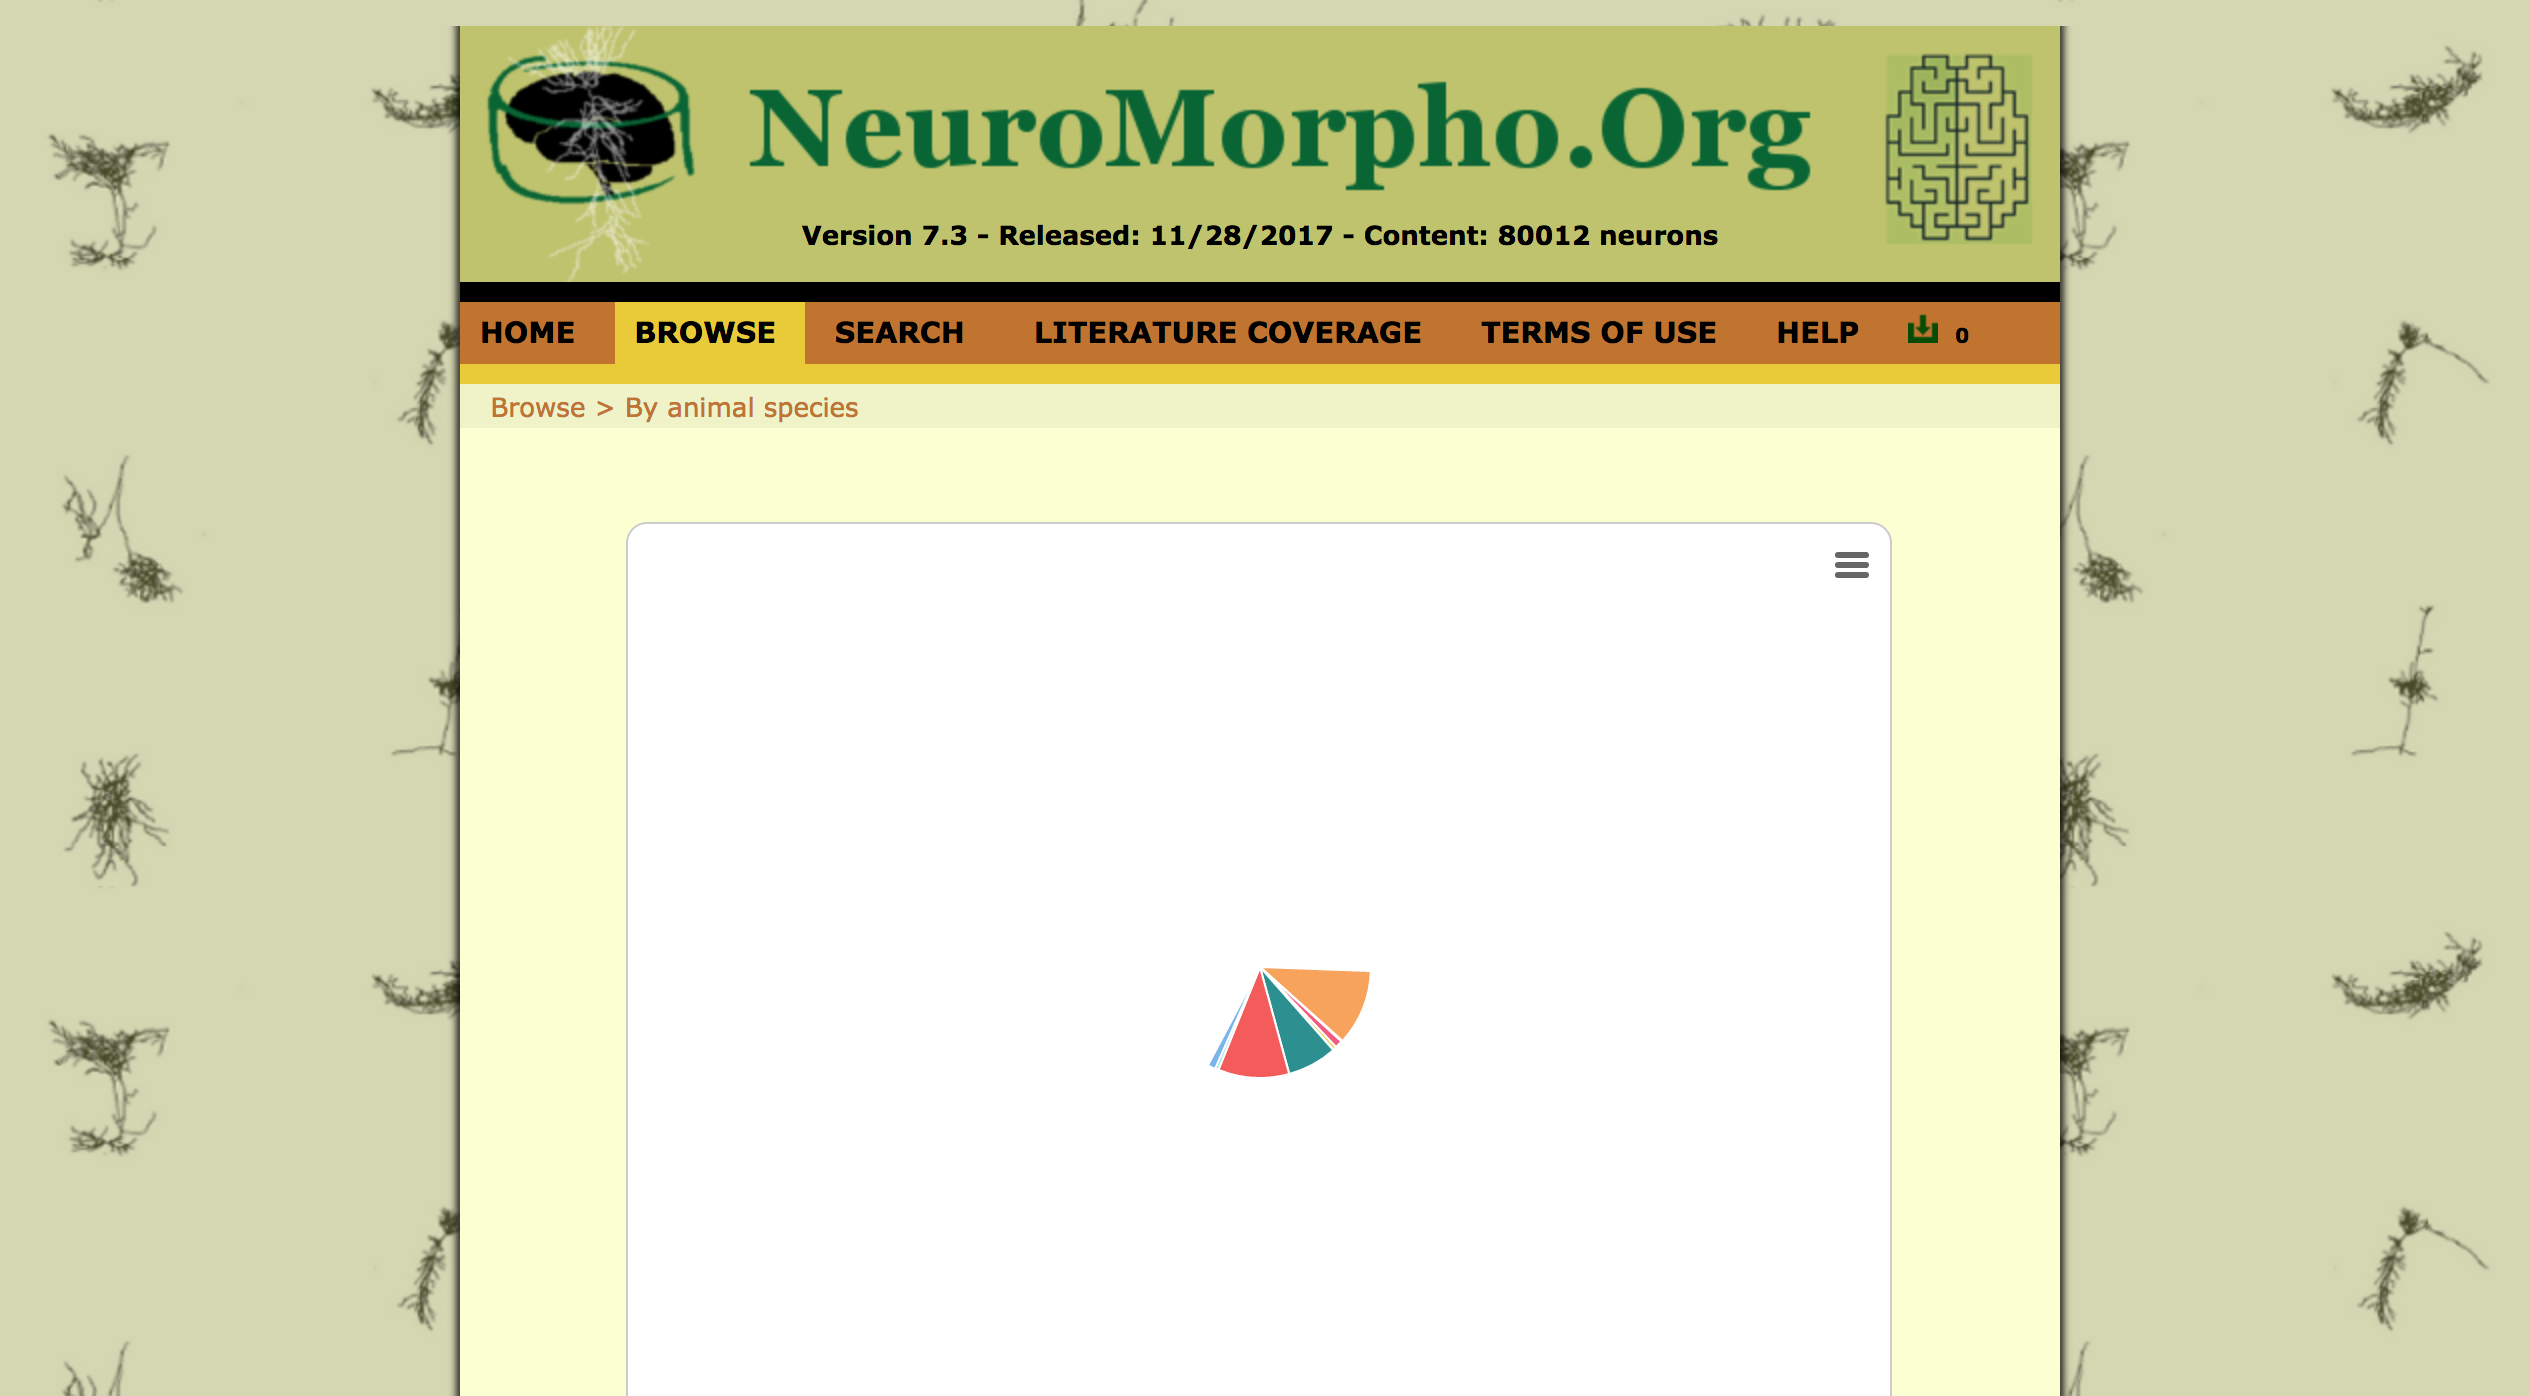 NeuroMorpho.Org
Version 7.3 - Released: 11/28/2017 - Content: 80012 neurons
HOME BROWSE SEARCH LITERATURE COVERAGE TERMS OF USE HELP 0
Browse > By animal species